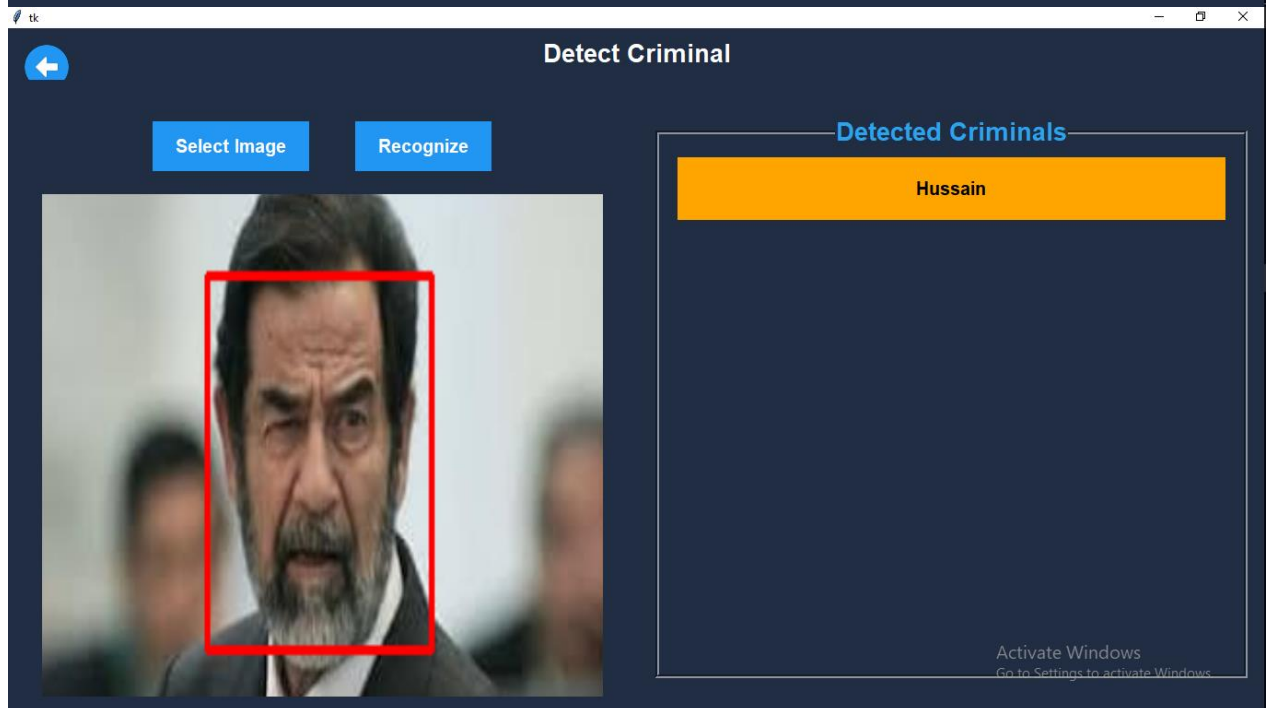 tk
Detect Criminal
Select Image
Recognize
Detected Criminals
Hussain
Activate Windows
Go to Settings to activate Windows.